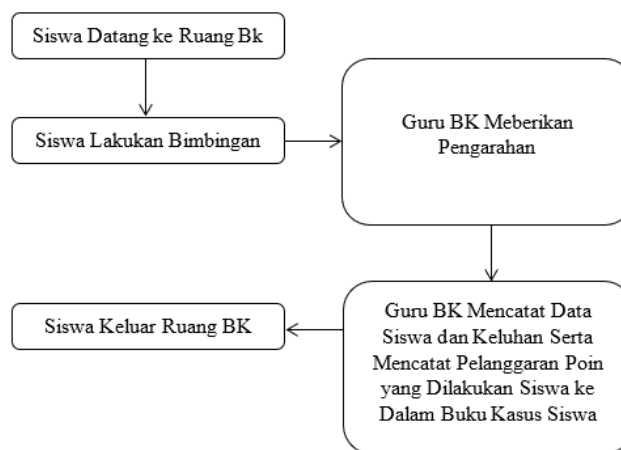 Siswa Datang ke Ruang Bk
Siswa Lakukan Bimbingan
Guru BK Meberikan
Pengarahan
Guru BK Mencatat Data
Siswa dan Keluhan Serta
Mencatat Pelanggaran Poin
yang Dilakukan Siswa ke
Dalam Buku Kasus Siswa
Siswa Keluar Ruang BK